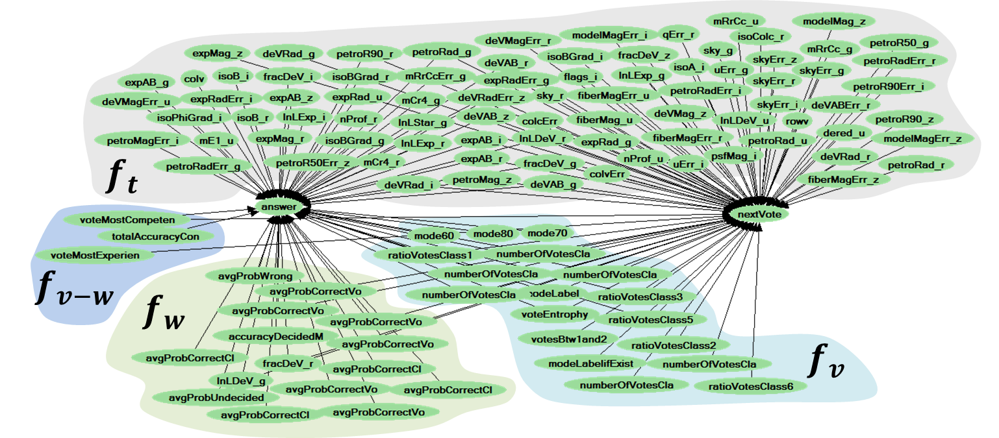 mRrCc_u
modelMag_z
deVMagErr_r
modelMagErr_i
qErr_r
isoColc_r
petroR50_g
expMag_z
deVRad_g
petroR90_r
petroRad_g
isoBGrad_i
fracDeV_z
sky_g
mRrCc_g
skyErr_z
petroRadErr_r
deVAB_r
isoA_i
uErr_g
skyErr_g
expAB_g
colv
isoB_i
fracDeV_i
isoBGrad_r
mRrCcErr_g
expRadErr_g
flags_i
lnLExp_g
skyErr_r
petroR90Err_i
petroRadErr_i
deVMagErr_u
expRadErr_i
expAB_z
expRad_u
mCr4_g
deVRadErr_z
sky_r
fiberMagErr_u
skyErr_i
deVABErr_r
isoPhiGrad_i
isoB_r
lnLExp_i
nProf_r
lnLStar_g
deVAB_z
colcErr
fiberMag_u
deVMag_z
lnLDeV_u
rowv
petroR90_z
petroMagErr_i
mE1_u
expMag_r
isoBGrad_g
lnLExp_r
expAB_i
lnLDeV_r
expRad_g
fiberMagErr_r
petroRad_u
dered_u
modelMagErr_z
petroRadErr_g
petroR50Err_z
mCr4_r
expAB_r
fracDeV_g
nProf_u
uErr_i
psfMag_i
deVRad_r
petroRad_r
colvErr
deVRad_i
petroMag_z
deVAB_g
fiberMagErr_z
f t
answer
nextVote
voteMostCompeten
totalAccuracyCon
voteMostExperien
f v-w
mode60
mode80
mode70
ratioVotesClass1
numberOfVotesCla
numberOfVotesCla
numberOfVotesCla
numberOfVotesCla
ratioVotesClass3
voteEntrophy
ratioVotesClass5
votesBtw1and2
ratioVotesClass2
modeLabelifExist
numberOfVotesCla
numberOfVotesCla
ratioVotesClass6
f v
avgProbWrong
avgProbCorrectVo
avgProbCorrectVo
avgProbCorrectVo
accuracyDecidedM
avgProbCorrectVo
avgProbCorrectCl
fracDeV_r
avgProbCorrectCl
lnLDeV_g
avgProbCorrectVo
avgProbCorrectCl
avgProbUndecided
avgProbCorrectCl
avgProbCorrectVo
f w